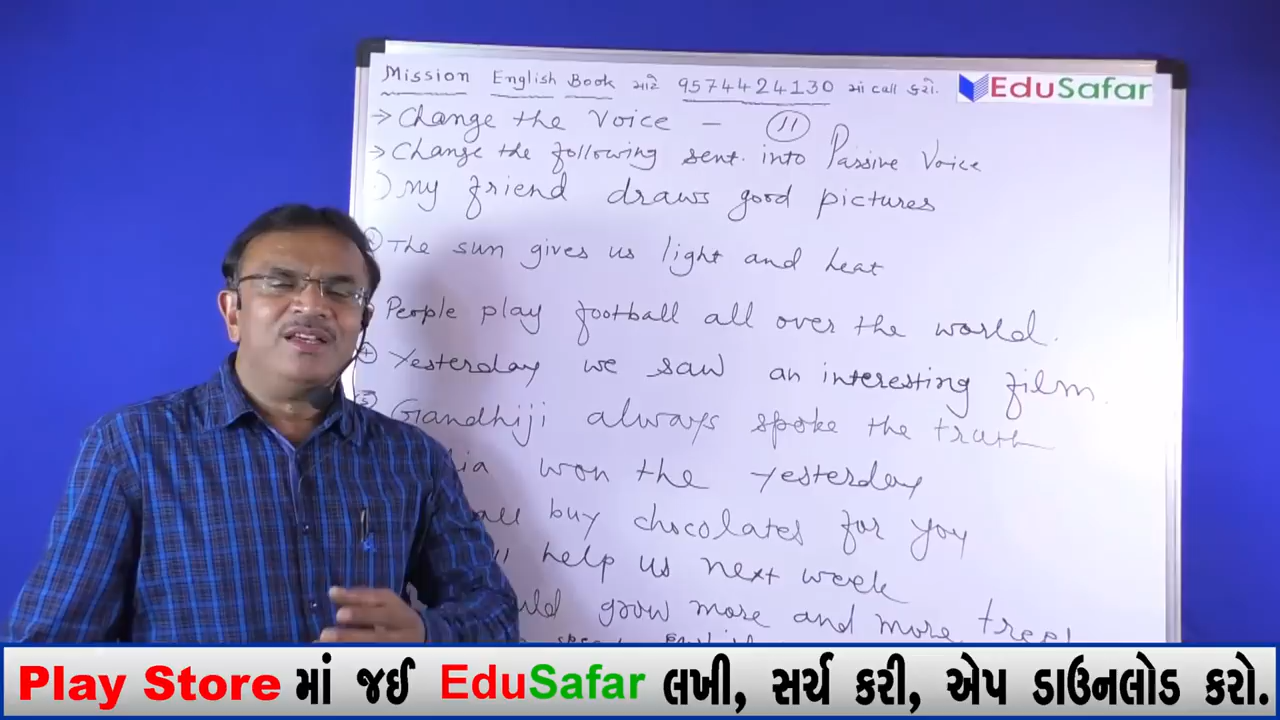 Mission English Book માટે 9574424130 માં call કરો.
EduSafar
→ Change the Voice – 11
→ Change the following sent. into Passive Voice
) My friend draws good pictures
The sun gives us light and heat
People play football all over the world.
4 Yesterday we saw an interesting film.
5 Gandhiji always spoke the truth
won the yesterday
buy chocolates for you
help us next week
grow more and more trees
Play Store માં જઈ EduSafar લખી, સર્ચ કરી, એપ ડાઉનલોડ કરો.